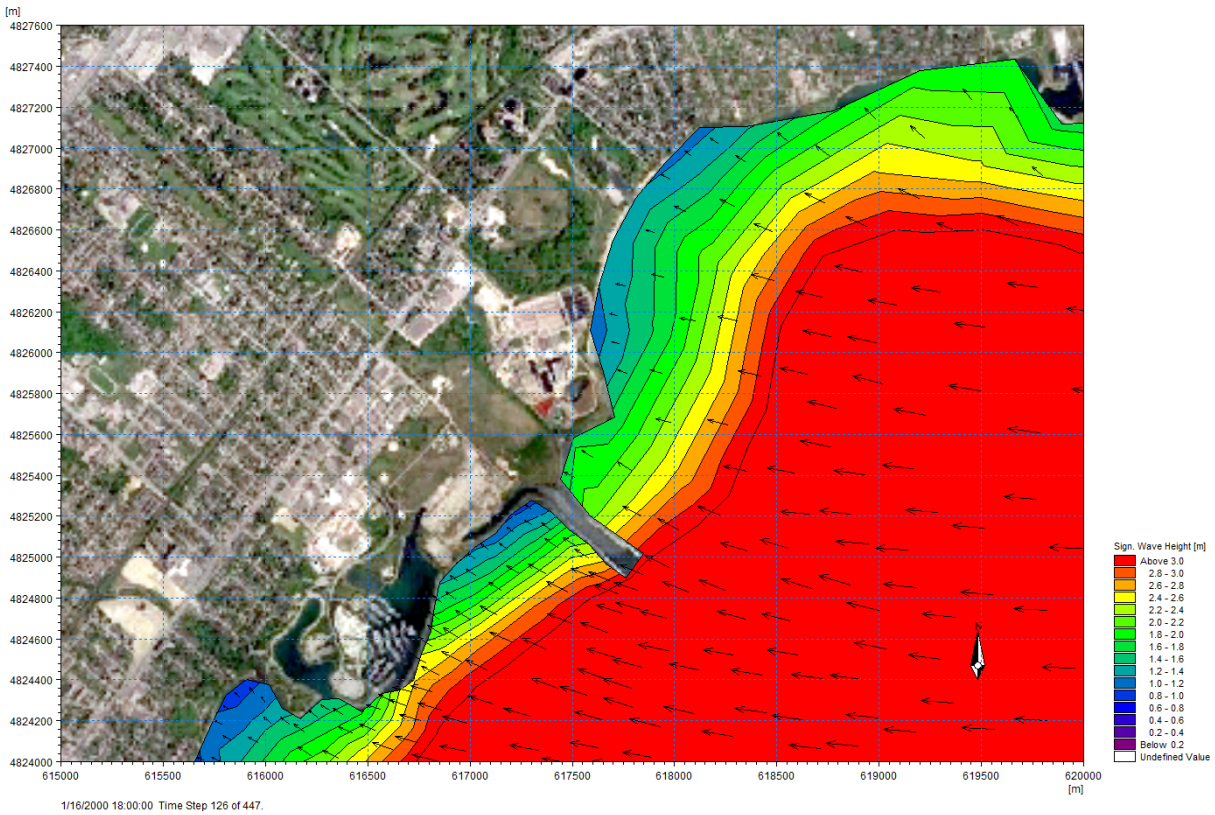 [m]
4827600
4827400
4827200
4827000
4826800
4826600
4826400
4826200
4826000
4825800
4825600
4825400
4825200
4825000
4824800
4824600
4824400
4824200
4824000
615000 615500 616000 616500 617000 617500 618000 618500 619000 619500 620000
[m]
N
Sign. Wave Height [m]
Above 3.0
2.8 - 3.0
2.6 - 2.8
2.4 - 2.6
2.2 - 2.4
2.0 - 2.2
1.8 - 2.0
1.6 - 1.8
1.4 - 1.6
1.2 - 1.4
1.0 - 1.2
0.8 - 1.0
0.6 - 0.8
0.4 - 0.6
0.2 - 0.4
Below 0.2
Undefined Value
1/16/2000 18:00:00 Time Step 126 of 447.